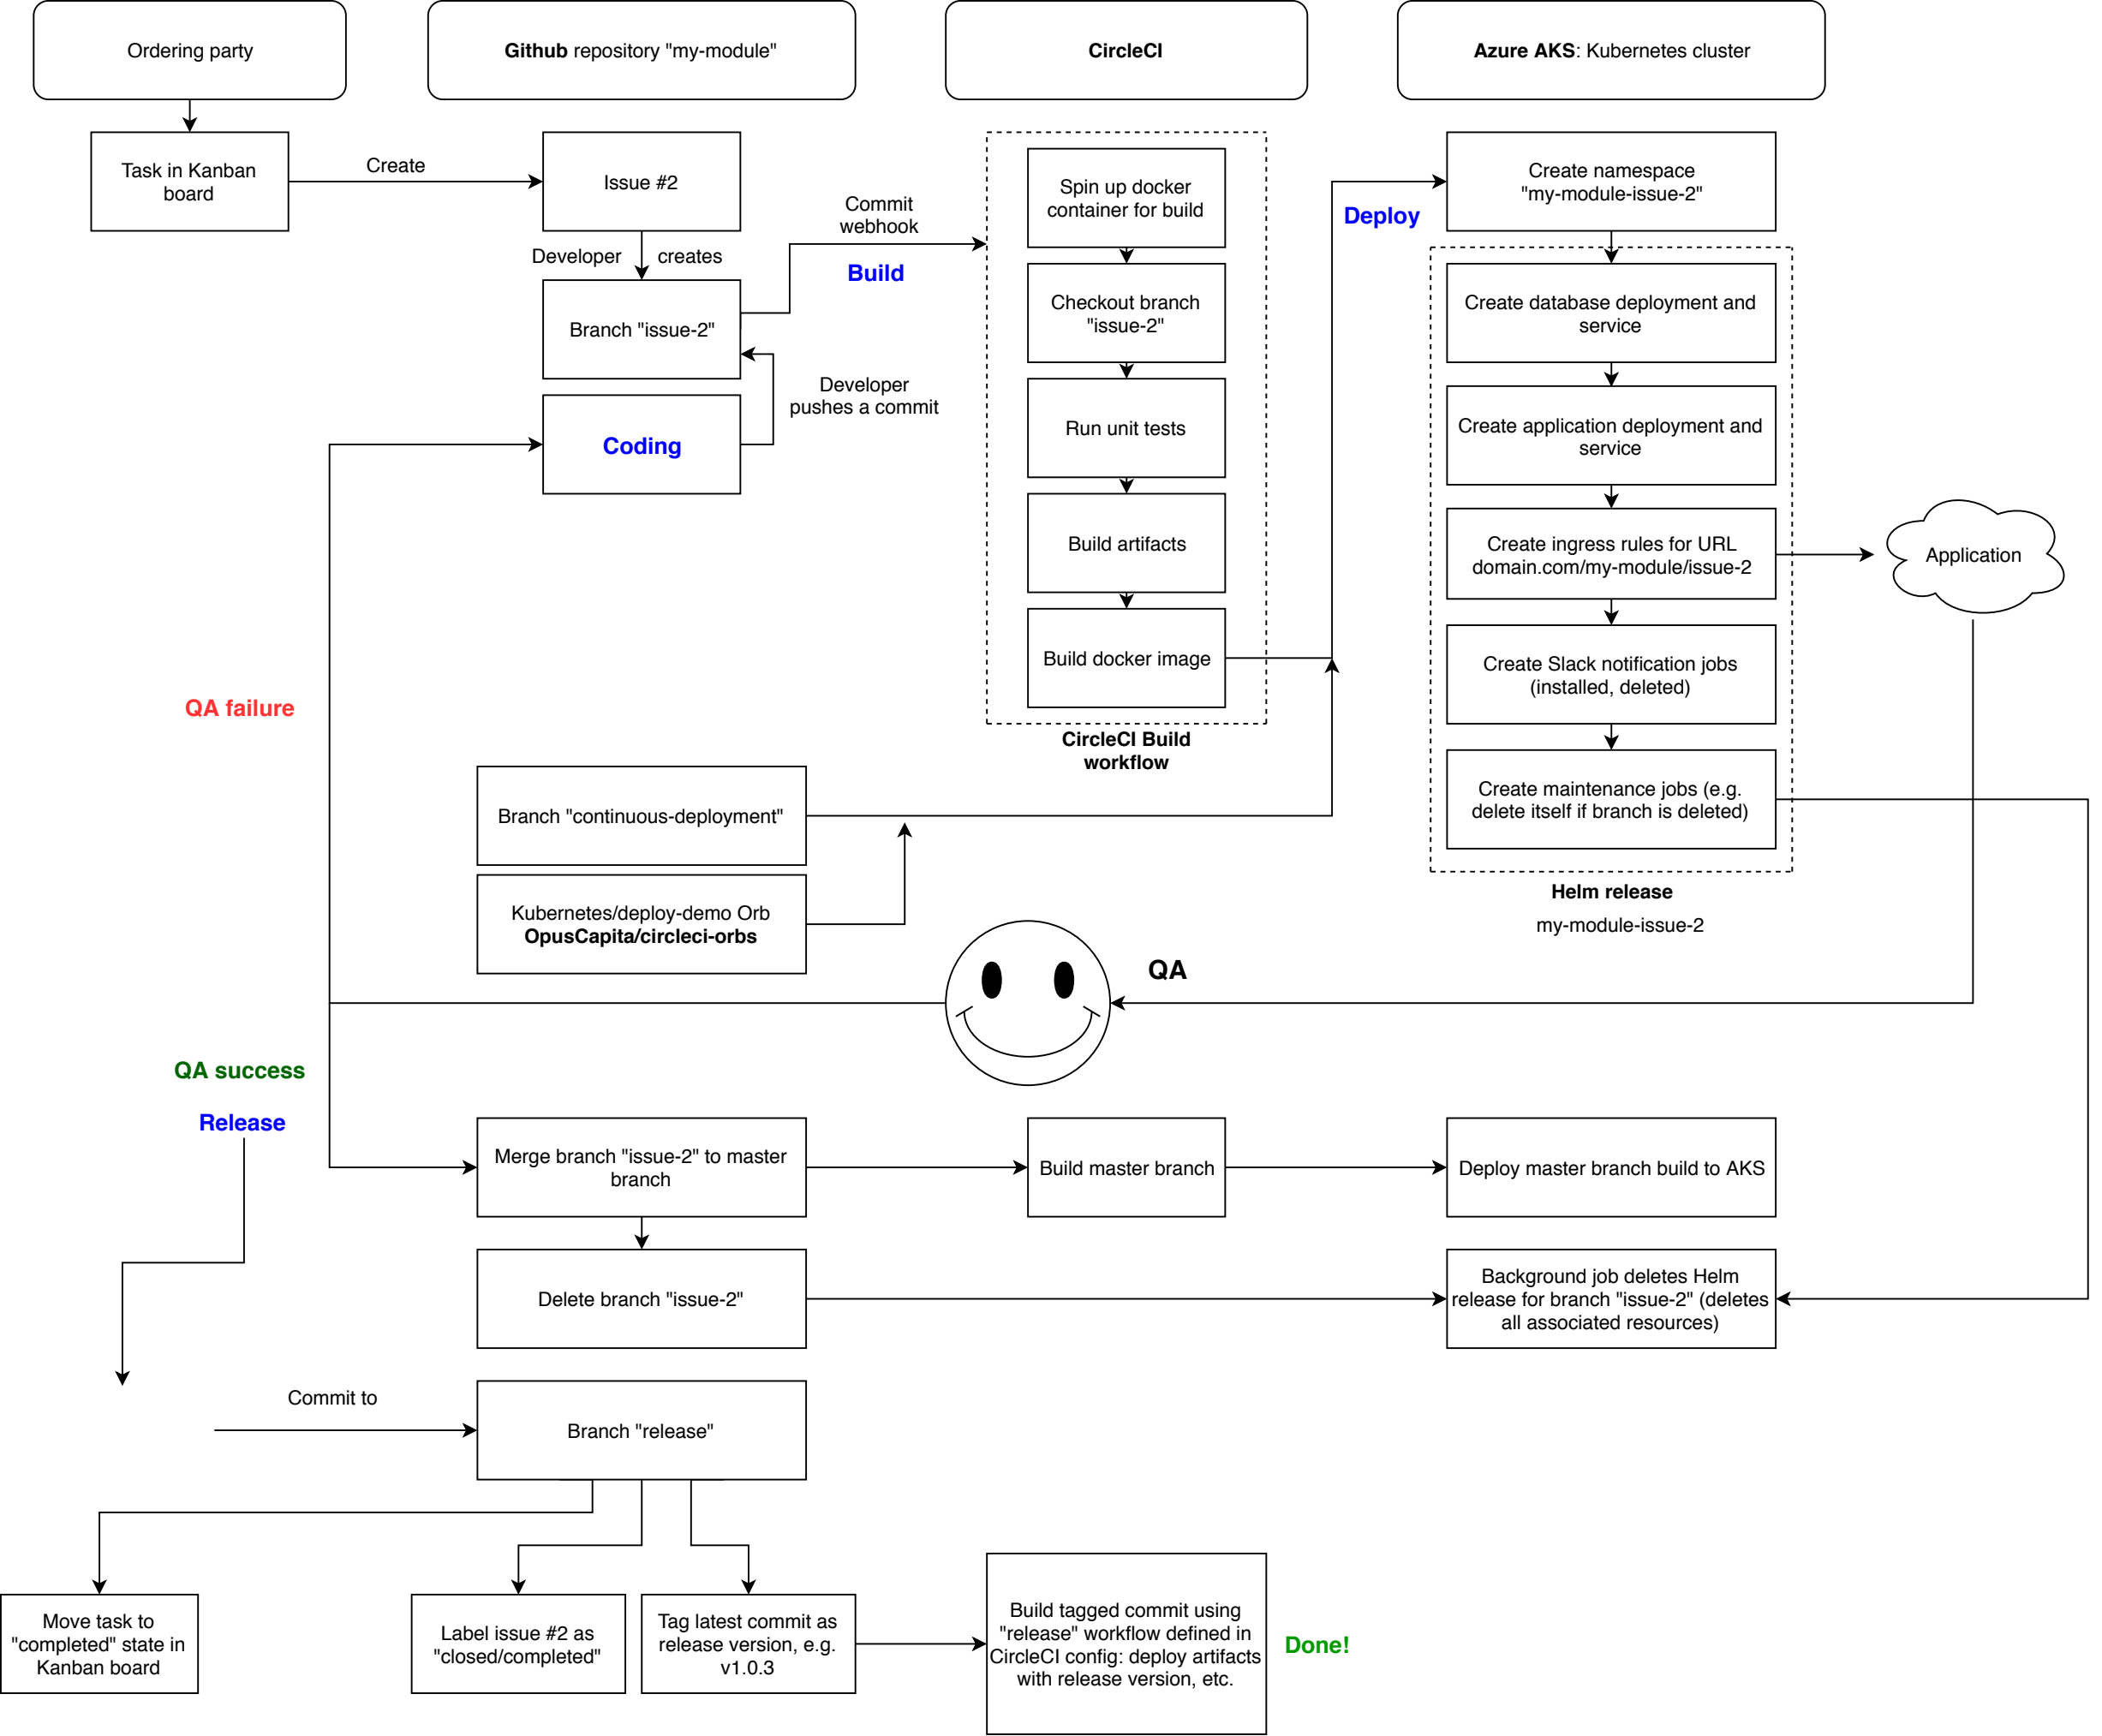 Ordering party
Github repository "my-module"
CircleCI
Azure AKS: Kubernetes cluster
Task in Kanban
board
Create
Issue #2
Developer creates
Branch "issue-2"
Commit
webhook
Build
Developer
pushes a commit
Coding
Spin up docker
container for build
Checkout branch
"issue-2"
Run unit tests
Build artifacts
Build docker image
CircleCI Build
workflow
Deploy
Create namespace
"my-module-issue-2"
Create database deployment and
service
Create application deployment and
service
Create ingress rules for URL
domain.com/my-module/issue-2
Application
Create Slack notification jobs
(installed, deleted)
Create maintenance jobs (e.g.
delete itself if branch is deleted)
Helm release
my-module-issue-2
QA failure
Branch "continuous-deployment"
Kubernetes/deploy-demo Orb
OpusCapita/circleci-orbs
QA
QA success
Release
Merge branch "issue-2" to master
branch
Build master branch
Deploy master branch build to AKS
Delete branch "issue-2"
Background job deletes Helm
release for branch "issue-2" (deletes
all associated resources)
Commit to
Branch "release"
Move task to
"completed" state in
Kanban board
Label issue #2 as
"closed/completed"
Tag latest commit as
release version, e.g.
v1.0.3
Build tagged commit using
"release" workflow defined in
CircleCI config: deploy artifacts
with release version, etc.
Done!